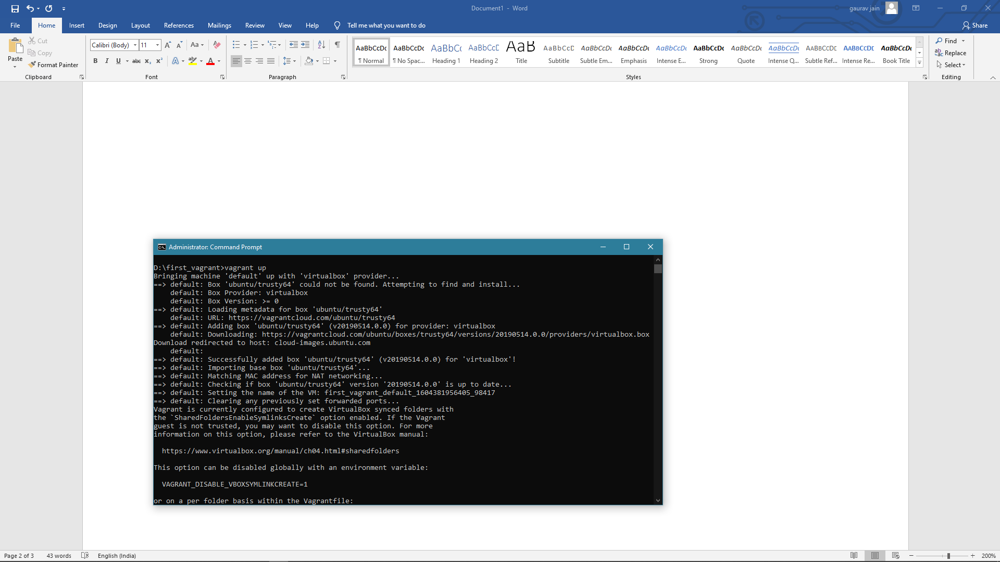 Document1 - Word
gaurav jain
File Home Insert Design Layout References Mailings Review View Help Tell me what you want to do Share
Paste
Cut
Copy
Format Painter
Clipboard
Calibri (Body) 11
Font
Paragraph
AaBbCcDc AaBbCcDc AaBbCc AaBbCcD AaB AaBbCcD AaBbCcDc AaBbCcDc AaBbCcDc AaBbCcDc AaBbCcDc AaBbCcDc AaBbCcDd AaBbCcDd AaBbCcDc
¶ Normal ¶ No Spac... Heading 1 Heading 2 Title Subtitle Subtle Em... Emphasis Intense E... Strong Quote Intense Q... Subtle Ref... Intense Re... Book Title
Styles
Find
Replace
Select
Editing
Administrator: Command Prompt
D:\first_vagrant>vagrant up
Bringing machine 'default' up with 'virtualbox' provider...
==> default: Box 'ubuntu/trusty64' could not be found. Attempting to find and install...
    default: Box Provider: virtualbox
    default: Box Version: >= 0
==> default: Loading metadata for box 'ubuntu/trusty64'
    default: URL: https://vagrantcloud.com/ubuntu/trusty64
==> default: Adding box 'ubuntu/trusty64' (v20190514.0.0) for provider: virtualbox
    default: Downloading: https://vagrantcloud.com/ubuntu/boxes/trusty64/versions/20190514.0.0/providers/virtualbox.box
Download redirected to host: cloud-images.ubuntu.com
    default:
==> default: Successfully added box 'ubuntu/trusty64' (v20190514.0.0) for 'virtualbox'!
==> default: Importing base box 'ubuntu/trusty64'...
==> default: Matching MAC address for NAT networking...
==> default: Checking if box 'ubuntu/trusty64' version '20190514.0.0' is up to date...
==> default: Setting the name of the VM: first_vagrant_default_1604381956405_98417
==> default: Clearing any previously set forwarded ports...
Vagrant is currently configured to create VirtualBox synced folders with
the `SharedFoldersEnableSymlinksCreate` option enabled. If the Vagrant
guest is not trusted, you may want to disable this option. For more
information on this option, please refer to the VirtualBox manual:
  https://www.virtualbox.org/manual/ch04.html#sharedfolders
This option can be disabled globally with an environment variable:
  VAGRANT_DISABLE_VBOXSYMLINKCREATE=1
or on a per folder basis within the Vagrantfile:
Page 2 of 3 43 words English (India) 200%